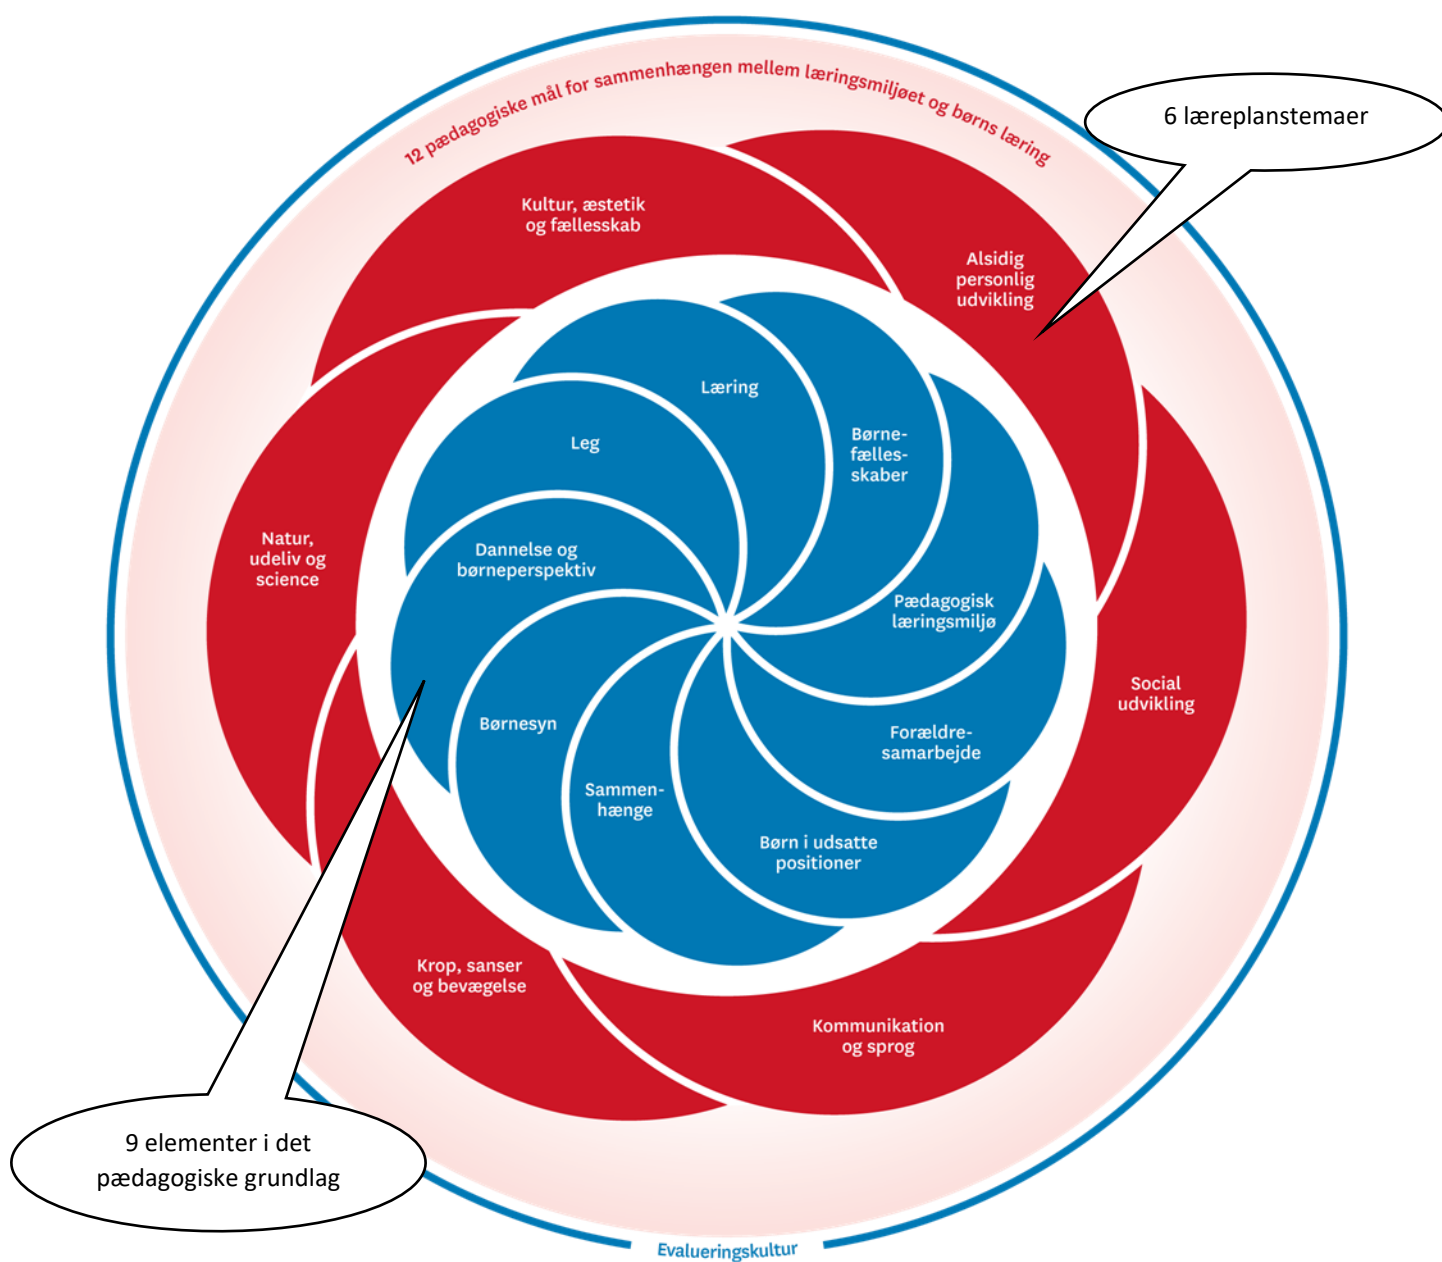 12 pædagogiske mål for sammenhængen mellem læringsmiljøet og børns læring
6 læreplanstemaer
Kultur, æstetik
og fællesskab
Alsidig
personlig
udvikling
Læring
Børne-
fælles-
skaber
Leg
Natur,
udeliv og
science
Dannelse og
børneperspektiv
Pædagogisk
læringsmiljø
Social
udvikling
Børnesyn
Forældre-
samarbejde
Sammen-
hænge
Børn i udsatte
positioner
Krop, sanser
og bevægelse
Kommunikation
og sprog
9 elementer i det
pædagogiske grundlag
Evalueringskultur